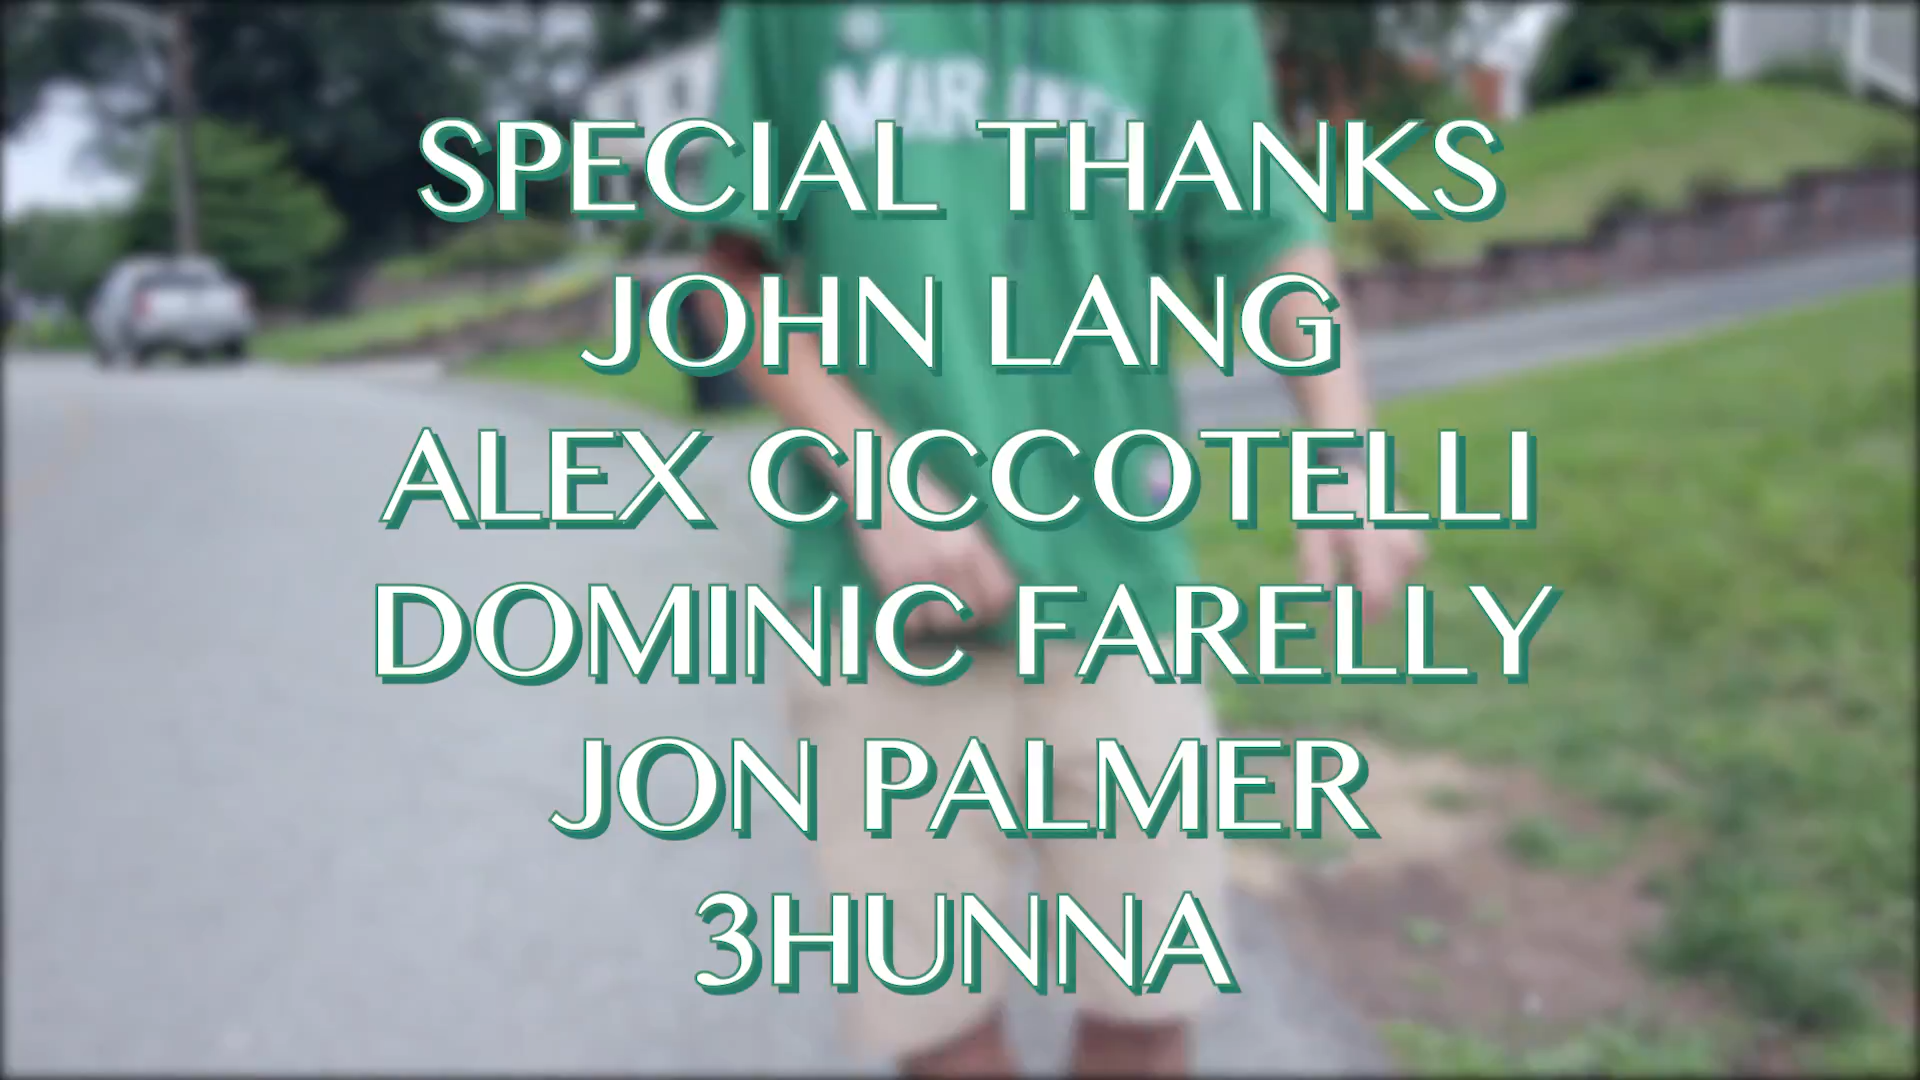 SPECIAL THANKS
JOHN LANG
ALEX CICCOTELLI
DOMINIC FARELLY
JON PALMER
3HUNNA